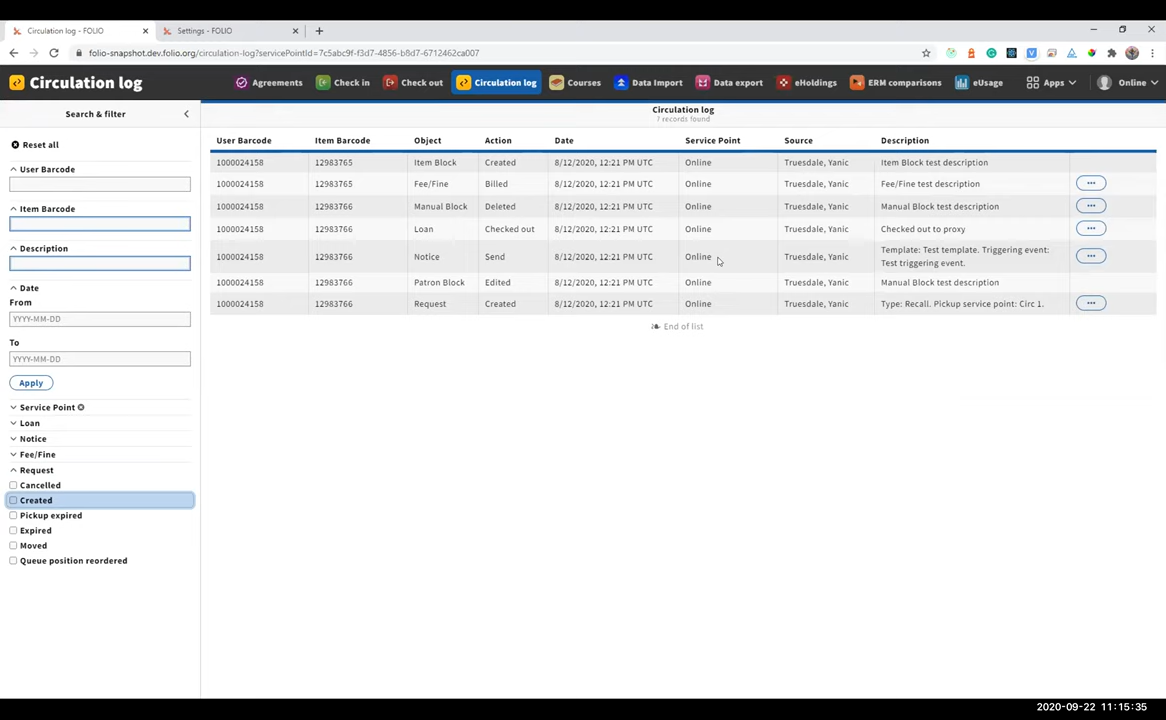 Circulation log - FOLIO
Settings - FOLIO
folio-snapshot.dev.folio.org/circulation-log?servicePointId=7c5abc9f-f3d7-4856-b8d7-6712462ca007
Circulation log Agreements Check in Check out Circulation log Courses Data Import Data export eHoldings ERM comparisons eUsage Apps Online
Search & filter
Circulation log
7 records found
Reset all
User Barcode
Item Barcode
Description
Date
From
YYYY-MM-DD
To
YYYY-MM-DD
Apply
Service Point
Loan
Notice
Fee/Fine
Request
Cancelled
Created
Pickup expired
Expired
Moved
Queue position reordered
User Barcode Item Barcode Object Action Date Service Point Source Description
1000024158 12983765 Item Block Created 8/12/2020, 12:21 PM UTC Online Truesdale, Yanic Item Block test description
1000024158 12983765 Fee/Fine Billed 8/12/2020, 12:21 PM UTC Online Truesdale, Yanic Fee/Fine test description
1000024158 12983766 Manual Block Deleted 8/12/2020, 12:21 PM UTC Online Truesdale, Yanic Manual Block test description
1000024158 12983766 Loan Checked out 8/12/2020, 12:21 PM UTC Online Truesdale, Yanic Checked out to proxy
1000024158 12983766 Notice Send 8/12/2020, 12:21 PM UTC Online Truesdale, Yanic Template: Test template. Triggering event:
Test triggering event.
1000024158 12983766 Patron Block Edited 8/12/2020, 12:21 PM UTC Online Truesdale, Yanic Manual Block test description
1000024158 12983766 Request Created 8/12/2020, 12:21 PM UTC Online Truesdale, Yanic Type: Recall. Pickup service point: Circ 1.
End of list
2020-09-22 11:15:35